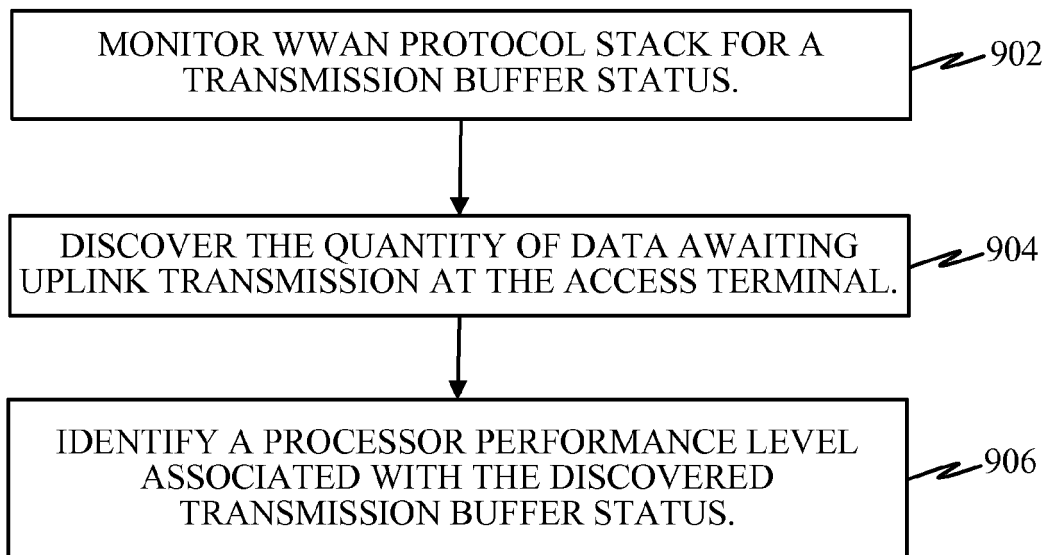 MONITOR WWAN PROTOCOL STACK FOR A
TRANSMISSION BUFFER STATUS.
902
DISCOVER THE QUANTITY OF DATA AWAITING
UPLINK TRANSMISSION AT THE ACCESS TERMINAL.
904
IDENTIFY A PROCESSOR PERFORMANCE LEVEL
ASSOCIATED WITH THE DISCOVERED
TRANSMISSION BUFFER STATUS.
906